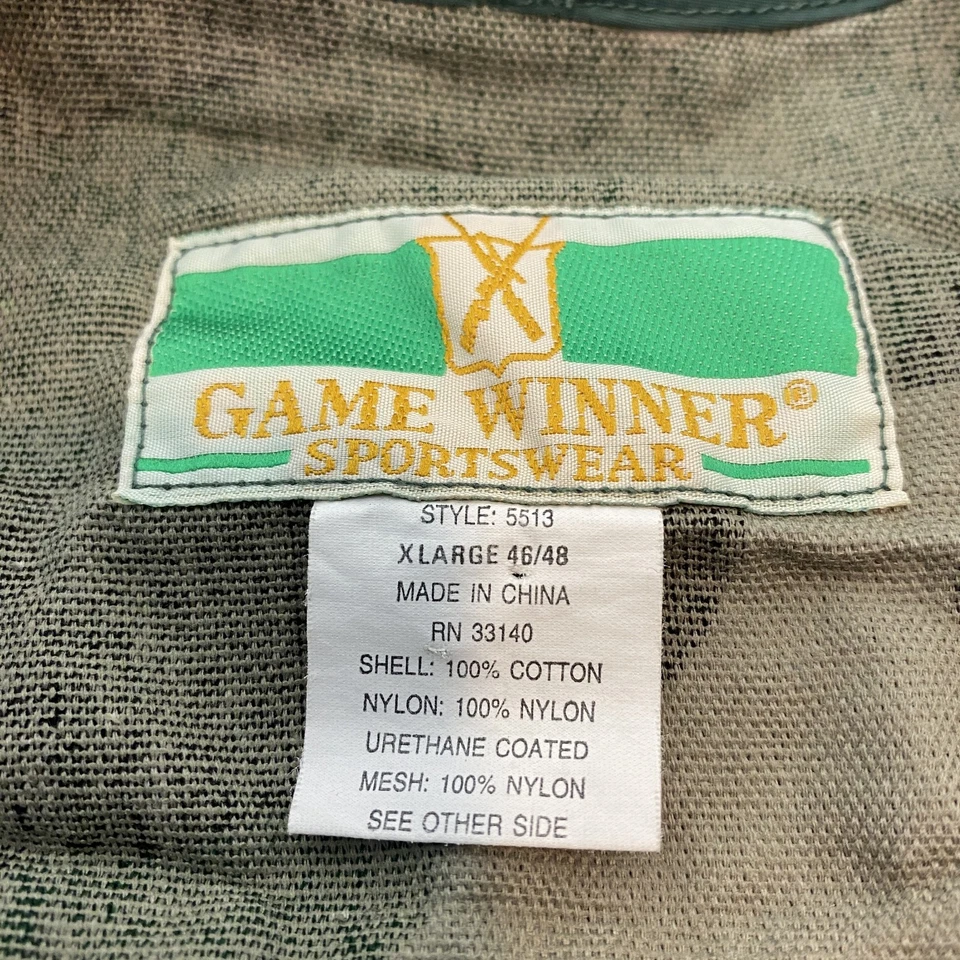 GAME WINNER®
SPORTSWEAR
STYLE: 5513
XLARGE 46/48
MADE IN CHINA
RN 33140
SHELL: 100% COTTON
NYLON: 100% NYLON
URETHANE COATED
MESH: 100% NYLON
SEE OTHER SIDE